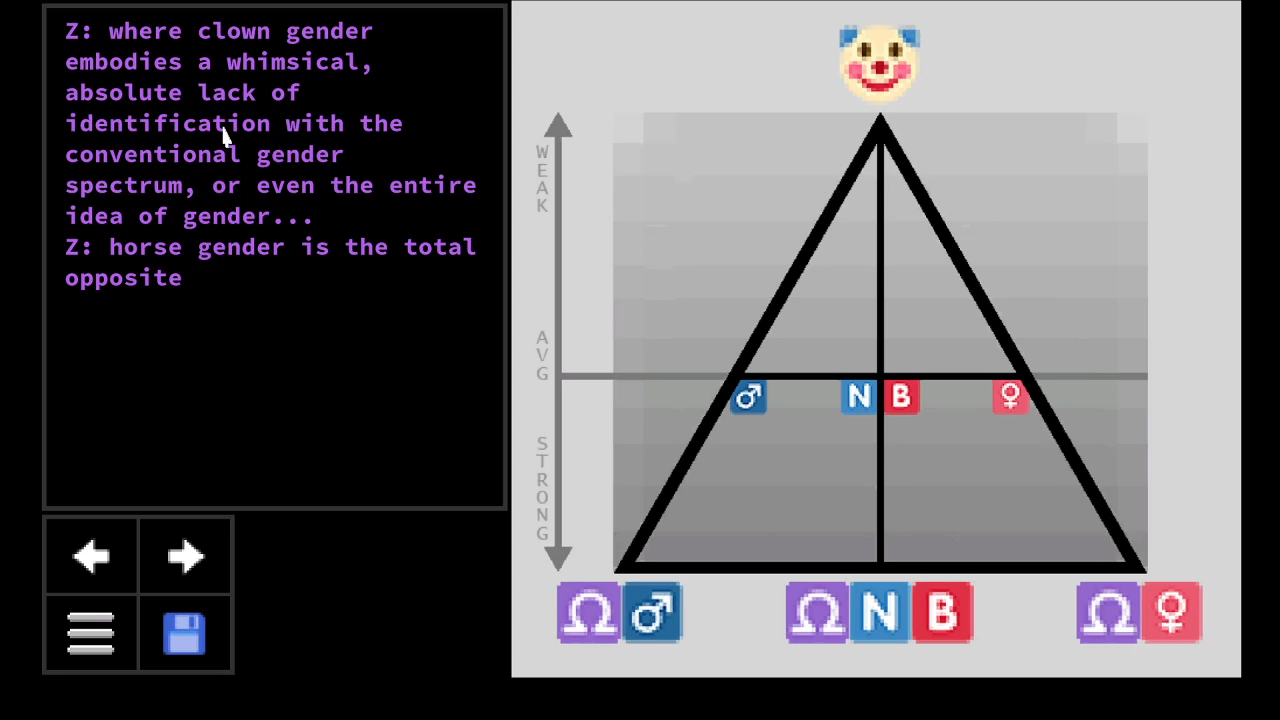 Z: where clown gender
embodies a whimsical,
absolute lack of
identification with the
conventional gender
spectrum, or even the entire
idea of gender...
Z: horse gender is the total
opposite
WEAK
AVG
STRONG
♂ N B ♀
Ω♂ ΩNB Ω♀